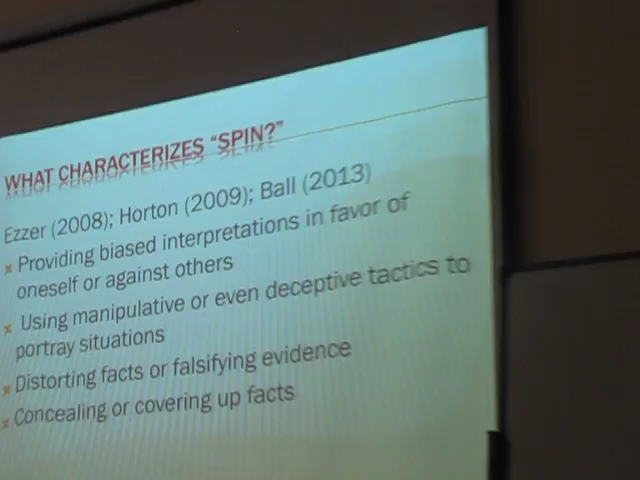 WHAT CHARACTERIZES "SPIN?"
Ezzer (2008); Horton (2009); Ball (2013)
Providing biased interpretations in favor of
oneself or against others
Using manipulative or even deceptive tactics to
portray situations
Distorting facts or falsifying evidence
Concealing or covering up facts